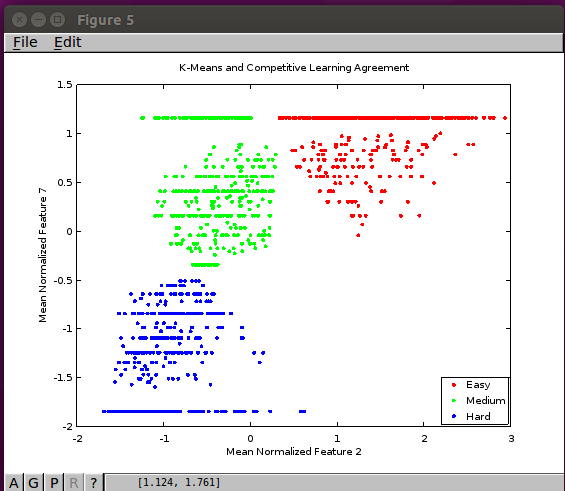 Figure 5
File Edit
K-Means and Competitive Learning Agreement
1.5
1
0.5
0
-0.5
-1
-1.5
-2
Mean Normalized Feature 7
-2 -1 0 1 2 3
Mean Normalized Feature 2
Easy
Medium
Hard
A G P R ? [1.124, 1.761]